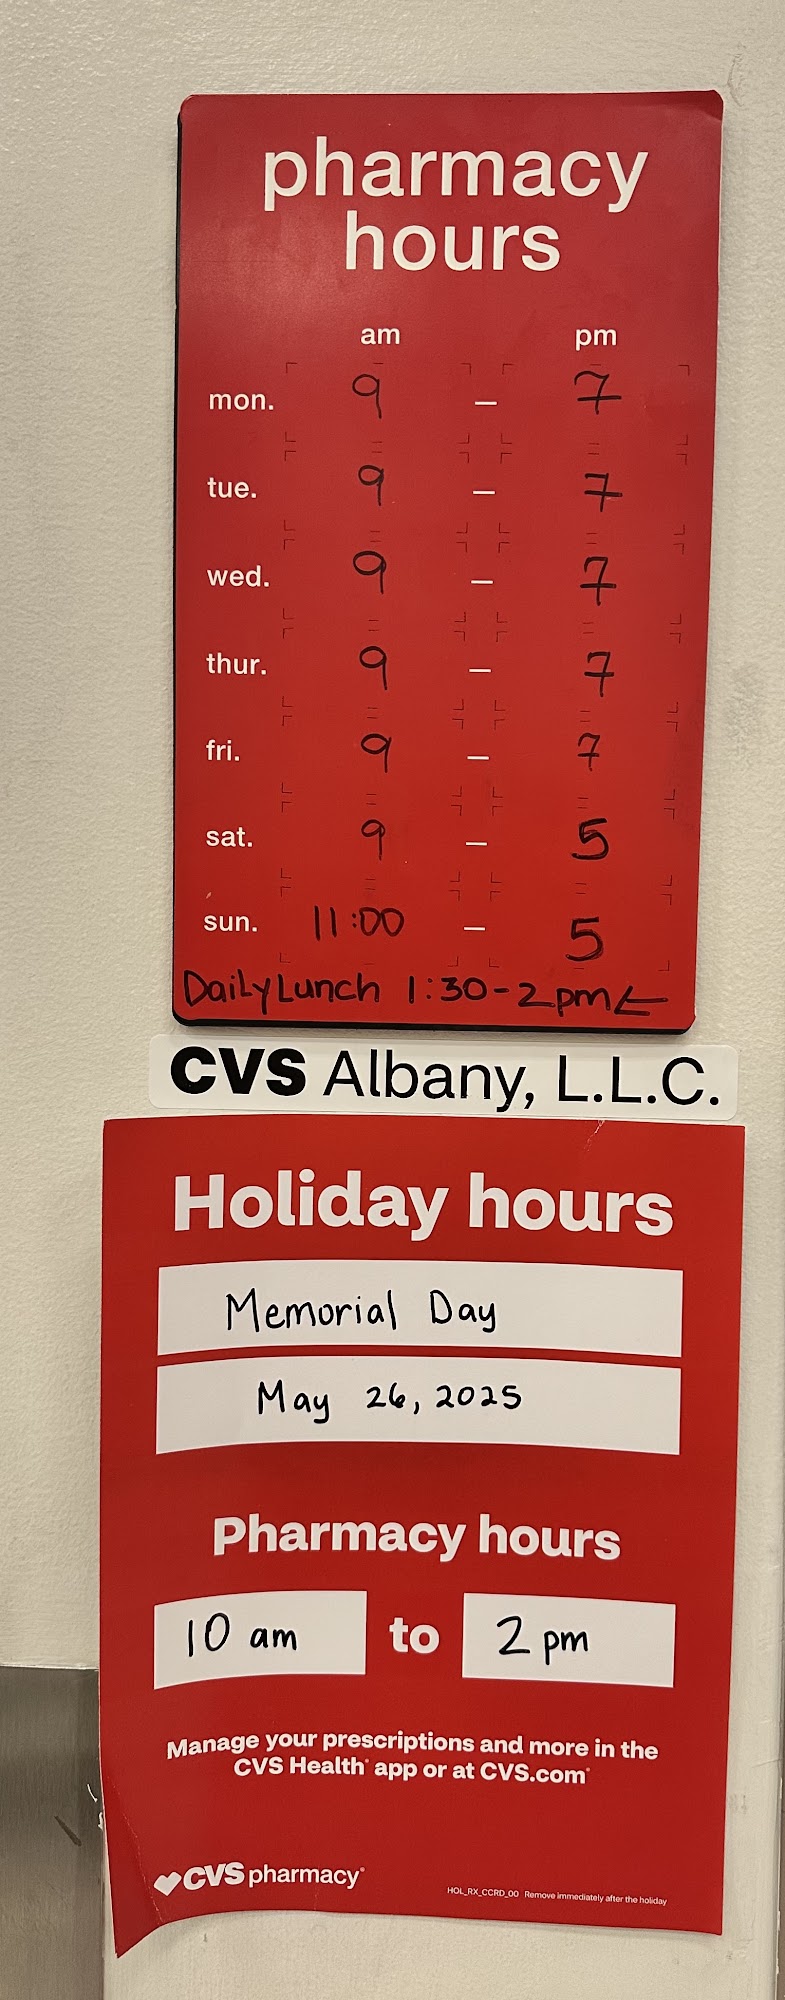 pharmacy
hours
am pm
mon. 9 – 7
tue. 9 – 7
wed. 9 – 7
thur. 9 – 7
fri. 9 – 7
sat. 9 – 5
sun. 11:00 – 5
Daily Lunch 1:30-2pm←
CVS Albany, L.L.C.
Holiday hours
Memorial Day
May 26, 2025
Pharmacy hours
10 am to 2 pm
Manage your prescriptions and more in the
CVS Health® app or at CVS.com®
CVS pharmacy®
HOL_RX_CCRD_00 Remove immediately after the holiday